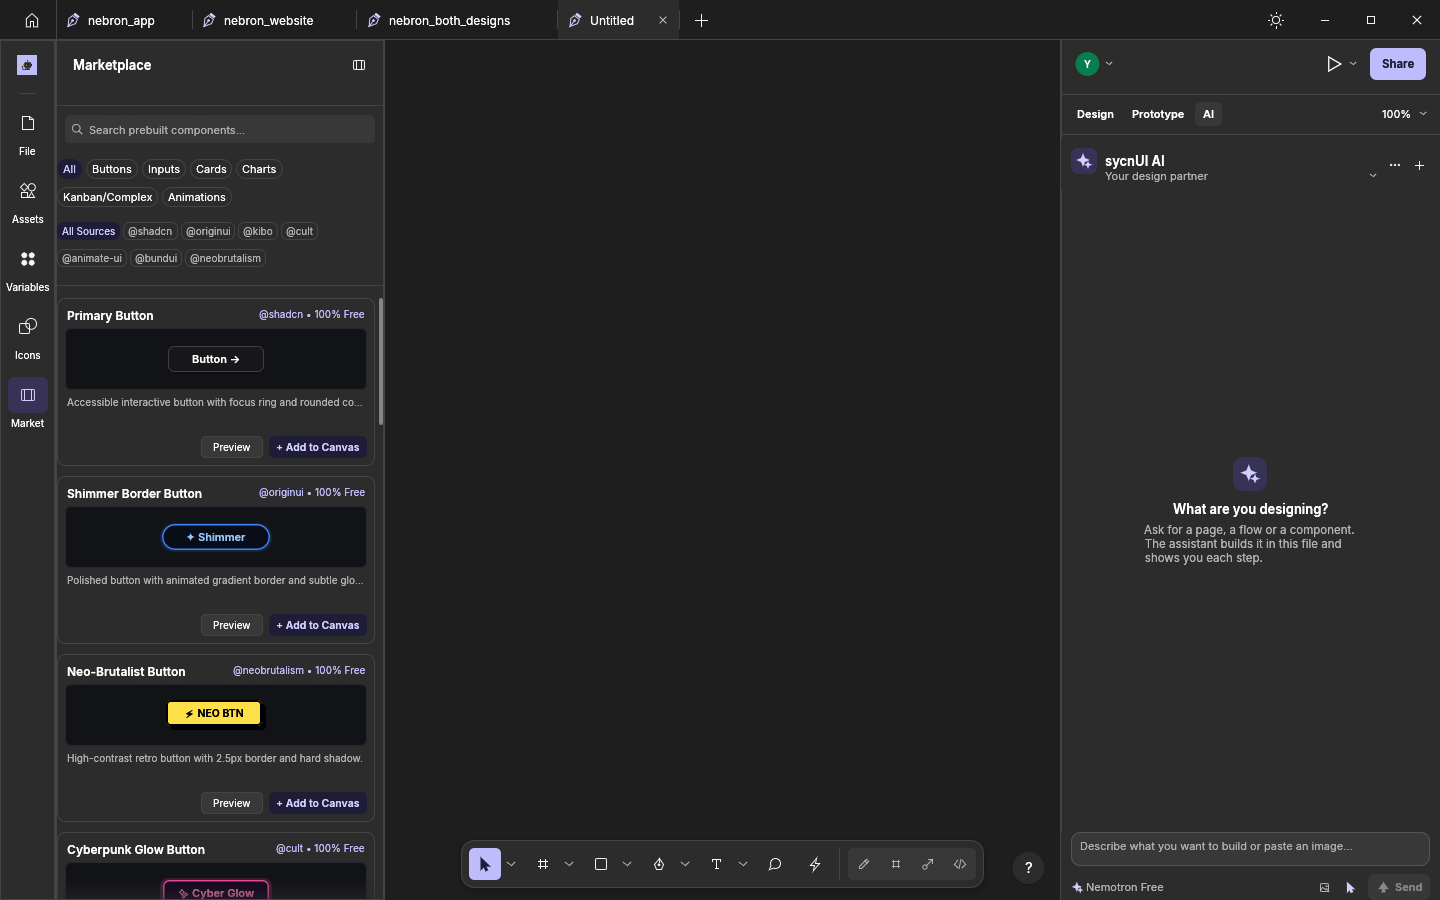 nebron_app
nebron_website
nebron_both_designs
Untitled
Marketplace
Search prebuilt components...
All
Buttons
Inputs
Cards
Charts
Kanban/Complex
Animations
All Sources
@shadcn
@originui
@kibo
@cult
@animate-ui
@bundui
@neobrutalism
File
Assets
Variables
Icons
Market
Primary Button
@shadcn • 100% Free
Button →
Accessible interactive button with focus ring and rounded co...
Preview
+ Add to Canvas
Shimmer Border Button
@originui • 100% Free
✦ Shimmer
Polished button with animated gradient border and subtle glo...
Preview
+ Add to Canvas
Neo-Brutalist Button
@neobrutalism • 100% Free
⚡ NEO BTN
High-contrast retro button with 2.5px border and hard shadow.
Preview
+ Add to Canvas
Cyberpunk Glow Button
@cult • 100% Free
Cyber Glow
T
?
Y
Share
Design
Prototype
AI
100%
sycnUI AI
Your design partner
What are you designing?
Ask for a page, a flow or a component.
The assistant builds it in this file and
shows you each step.
Describe what you want to build or paste an image...
Nemotron Free
Send